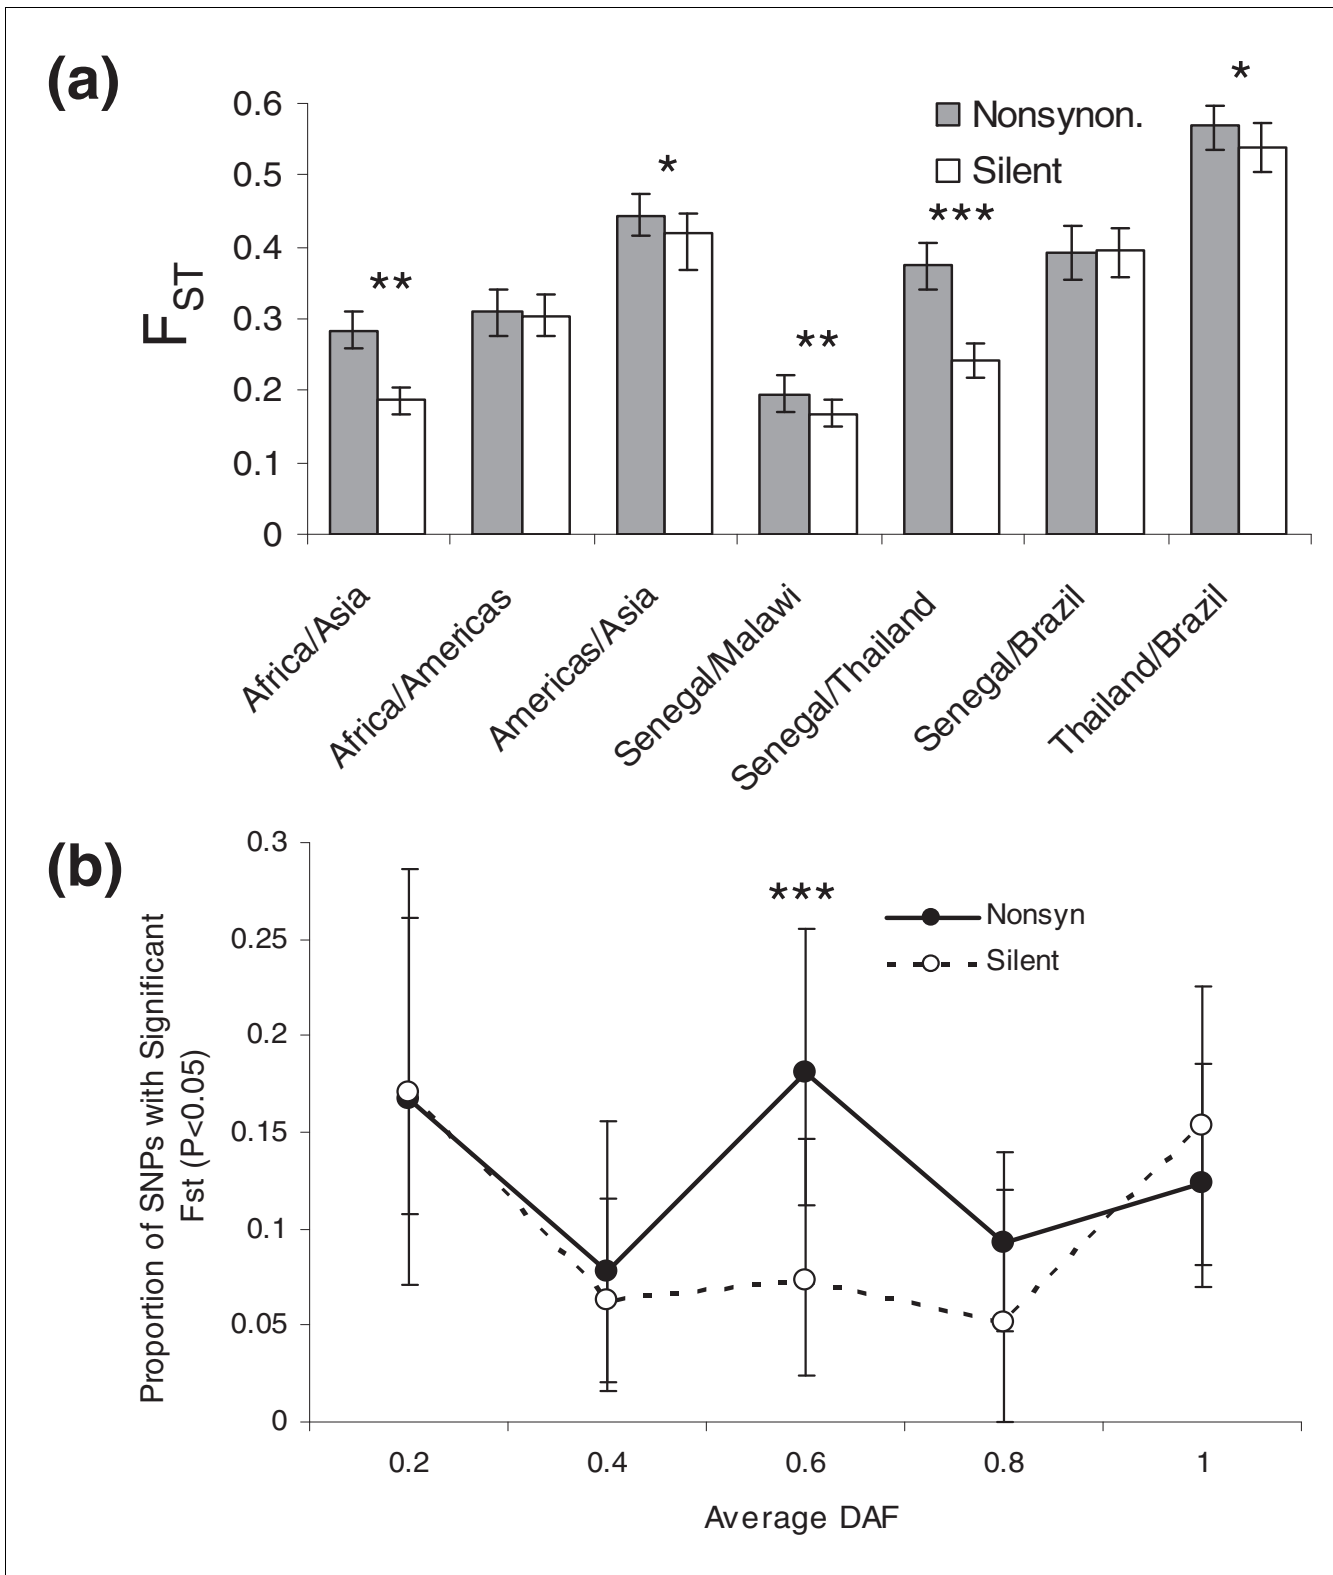 (a)
0.6
0.5
0.4
0.3
0.2
0.1
0
FST
Nonsynon.
Silent
**
*
**
***
*
Africa/Asia
Africa/Americas
Americas/Asia
Senegal/Malawi
Senegal/Thailand
Senegal/Brazil
Thailand/Brazil
(b)
0.3
0.25
0.2
0.15
0.1
0.05
0
Proportion of SNPs with Significant
Fst (P<0.05)
***
Nonsyn
Silent
0.2 0.4 0.6 0.8 1
Average DAF